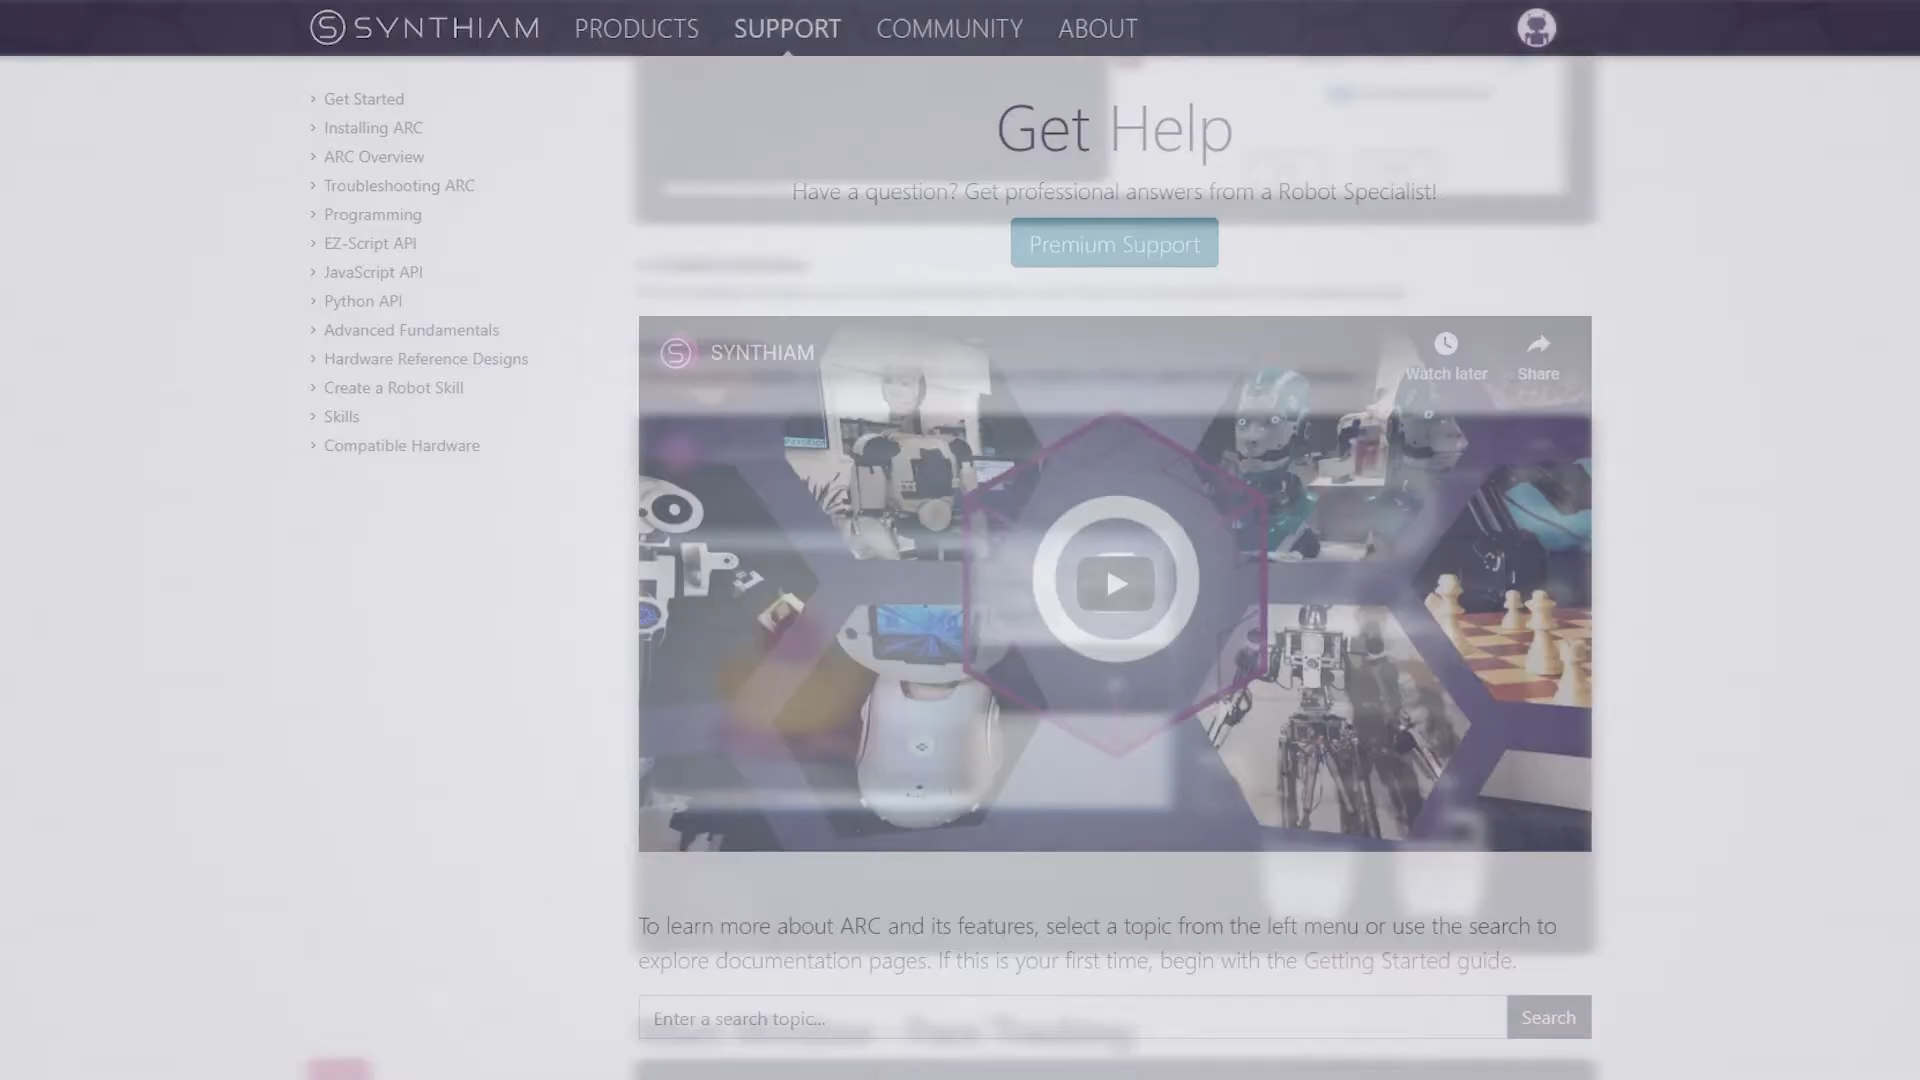 SYNTHIAM PRODUCTS SUPPORT COMMUNITY ABOUT
Get Started
Installing ARC
ARC Overview
Troubleshooting ARC
Programming
EZ-Script API
JavaScript API
Python API
Advanced Fundamentals
Hardware Reference Designs
Create a Robot Skill
Skills
Compatible Hardware
Get Help
Have a question? Get professional answers from a Robot Specialist!
Premium Support
SYNTHIAM
Watch later Share
To learn more about ARC and its features, select a topic from the left menu or use the search to
explore documentation pages. If this is your first time, begin with the Getting Started guide.
Enter a search topic...
Search